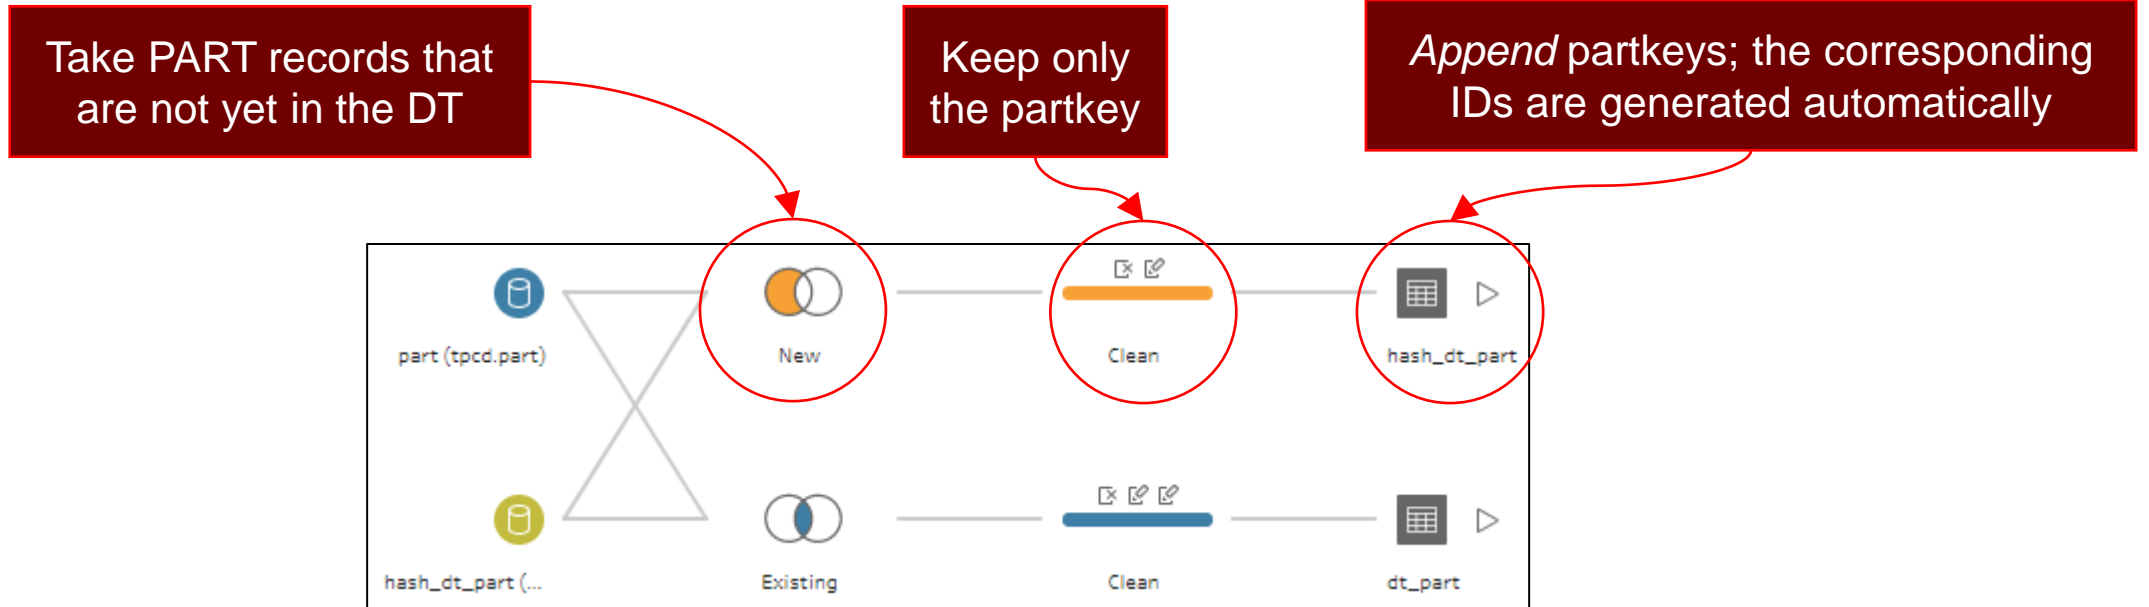 Take PART records that
are not yet in the DT
Keep only
the partkey
Append partkeys; the corresponding
IDs are generated automatically
part (tpcd.part)
New
Clean
hash_dt_part
hash_dt_part (...
Existing
Clean
dt_part